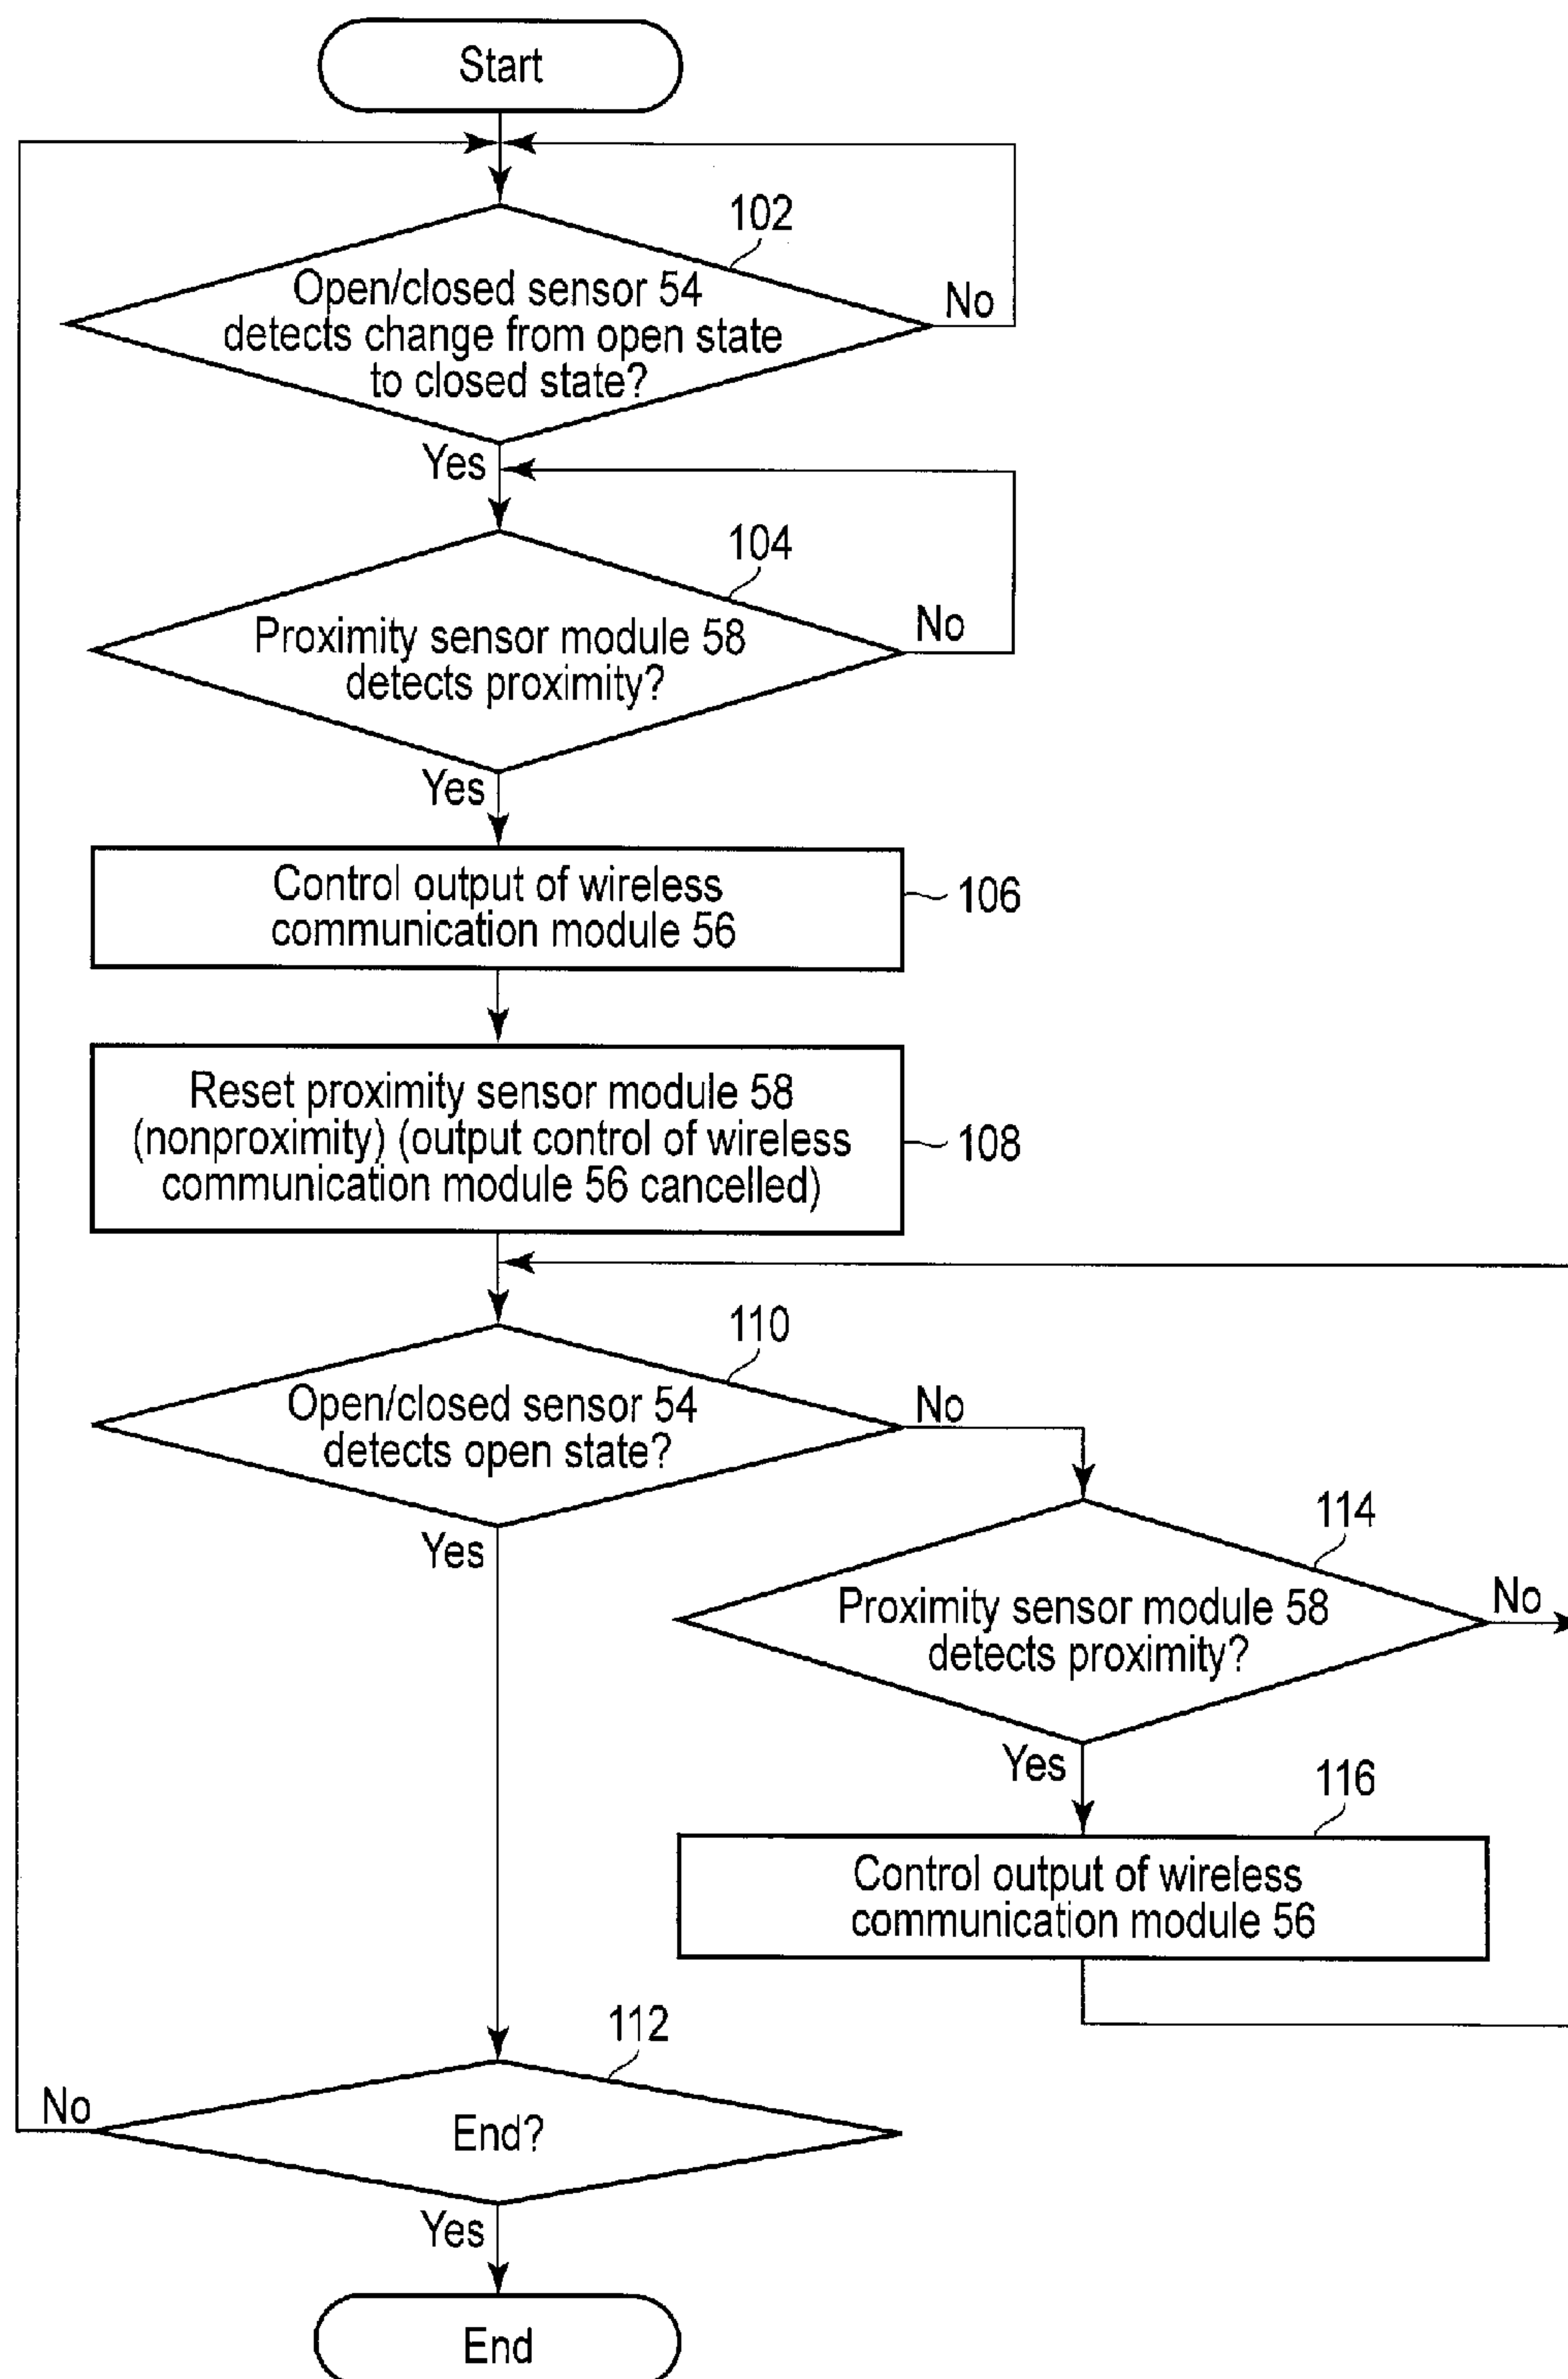 Start
102
Open/closed sensor 54
detects change from open state
to closed state?
No
Yes
104
Proximity sensor module 58
detects proximity?
No
Yes
Control output of wireless
communication module 56
106
Reset proximity sensor module 58
(nonproximity) (output control of wireless
communication module 56 cancelled)
108
110
Open/closed sensor 54
detects open state?
No
Yes
114
Proximity sensor module 58
detects proximity?
No
Yes
116
Control output of wireless
communication module 56
112
End?
No
Yes
End